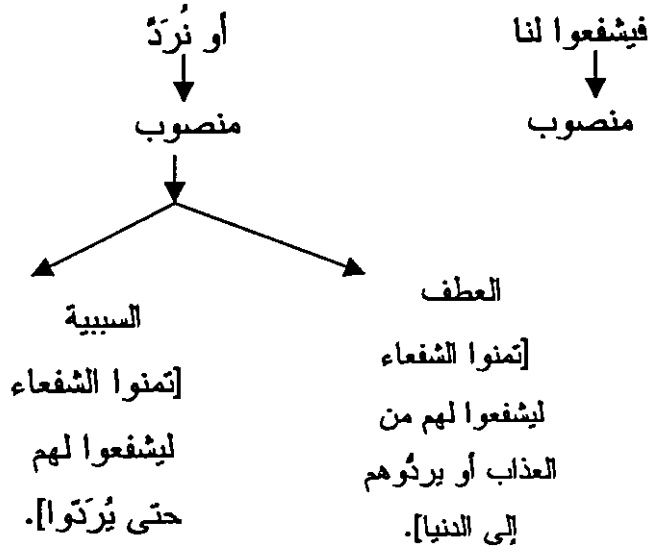 فيشفعوا لنا
منصوب
أو نُرَدَّ
منصوب
العطف
[تمنوا الشفعاء
ليشفعوا لهم من
العذاب أو يردُّوهم
إلى الدنيا].
السببية
[تمنوا الشفعاء
ليشفعوا لهم
حتى يُرَدّوا].